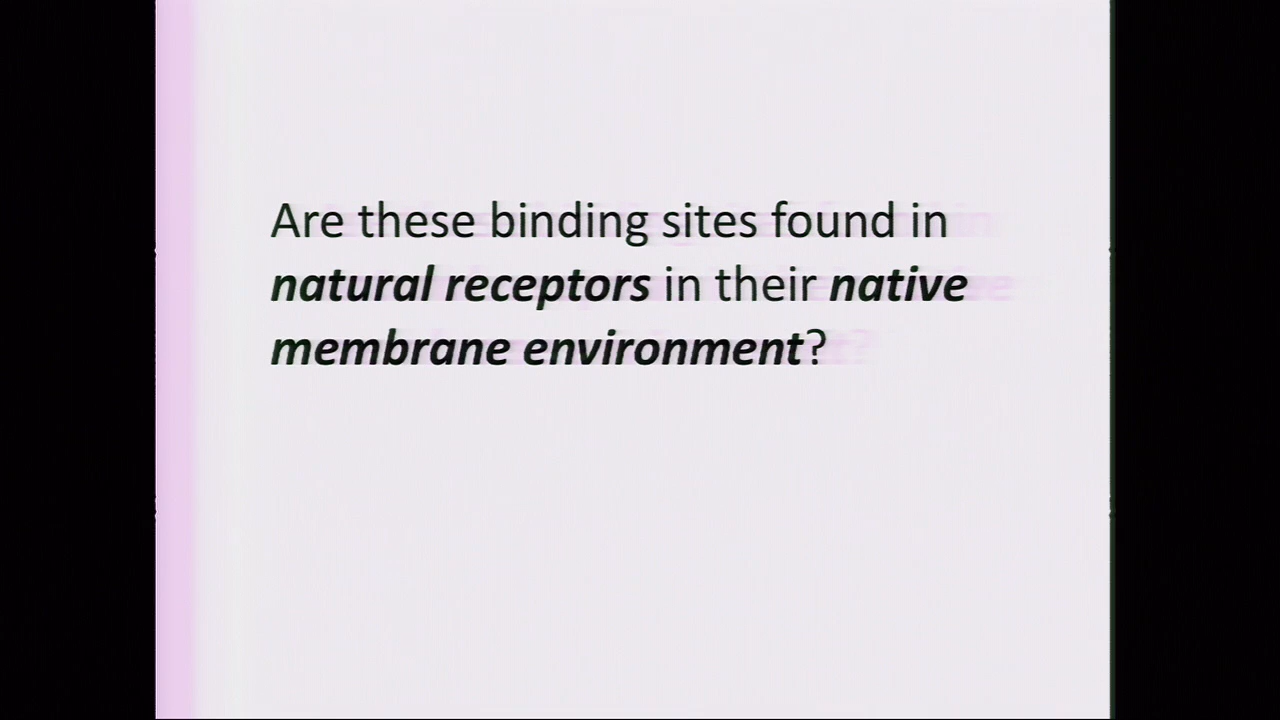 Are these binding sites found in
natural receptors in their native
membrane environment?